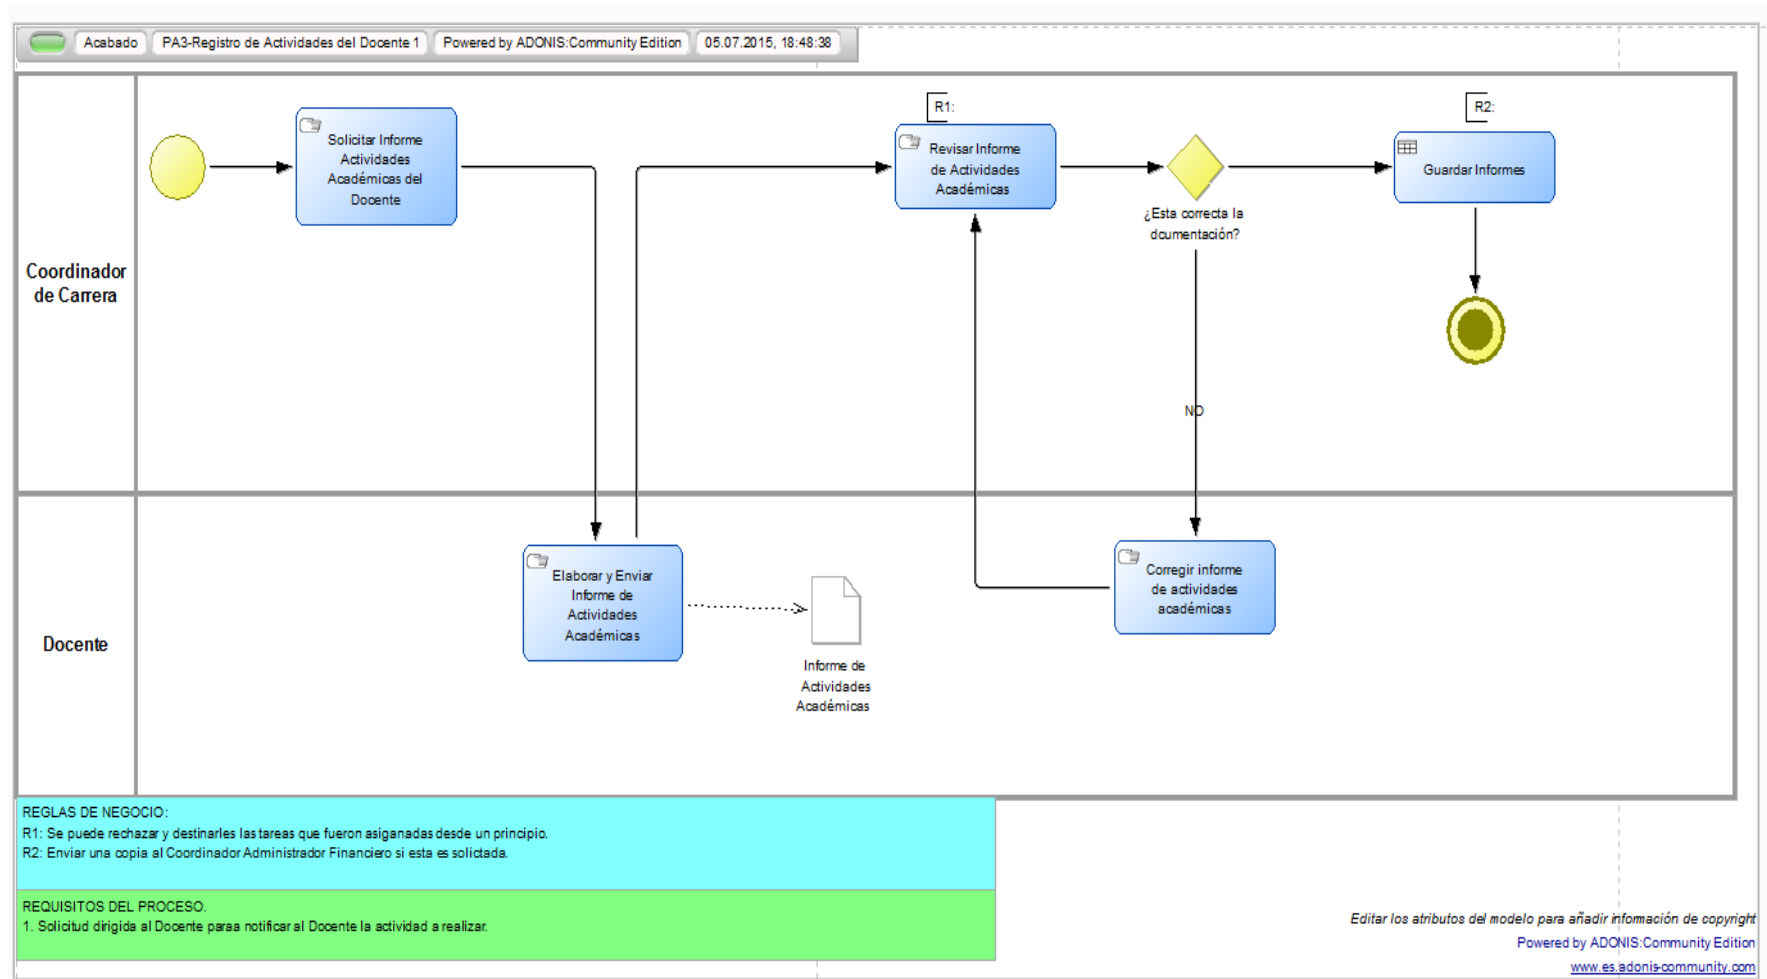 Acabado
PA3-Registro de Actividades del Docente 1
Powered by ADONIS:Community Edition
05.07.2015, 18:48:38
Coordinador
de Carrera
Solicitar Informe
Actividades
Académicas del
Docente
R1:
Revisar Informe
de Actividades
Académicas
¿Esta correcta la
dcumentación?
R2:
Guardar Informes
NO
Docente
Elaborar y Enviar
Informe de
Actividades
Académicas
Informe de
Actividades
Académicas
Corregir informe
de actividades
académicas
REGLAS DE NEGOCIO:
R1: Se puede rechazar y destinarles las tareas que fueron asiganadas desde un principio.
R2: Enviar una copia al Coordinador Administrador Financiero si esta es solictada.
REQUISITOS DEL PROCESO.
1. Solicitud dirigida al Docente paraa notificar al Docente la actividad a realizar.
Editar los atributos del modelo para añadir información de copyright
Powered by ADONIS:Community Edition
www.es.adonis-community.com